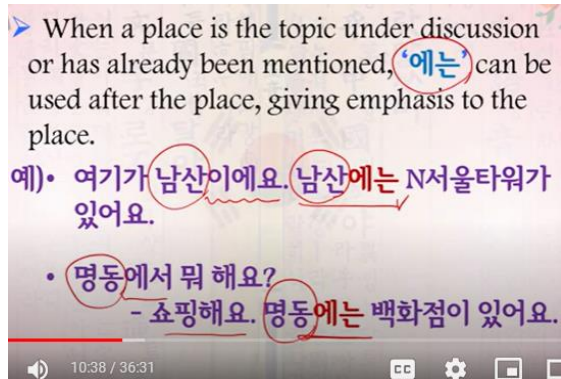 ➤ When a place is the topic under discussion
or has already been mentioned, ‘에는’ can be
used after the place, giving emphasis to the
place.
예)• 여기가 남산이에요. 남산에는 N서울타워가
있어요.
• 명동에서 뭐 해요?
- 쇼핑해요. 명동에는 백화점이 있어요.
10:38 / 36:31 CC